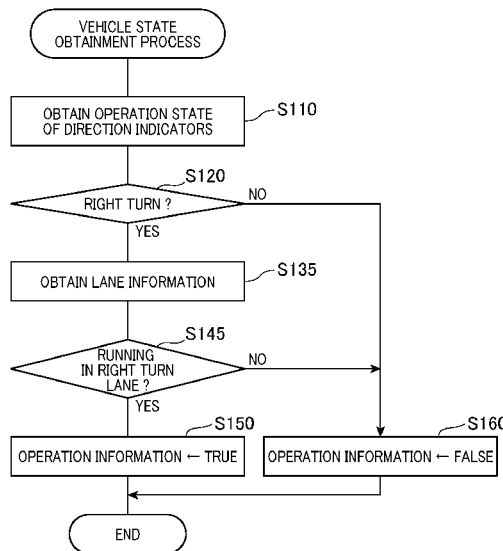 VEHICLE STATE
OBTAINMENT PROCESS
OBTAIN OPERATION STATE
OF DIRECTION INDICATORS
S110
S120
RIGHT TURN ?
NO
YES
OBTAIN LANE INFORMATION
S135
S145
RUNNING
IN RIGHT TURN
LANE ?
NO
YES
S150
OPERATION INFORMATION ← TRUE
S160
OPERATION INFORMATION ← FALSE
END